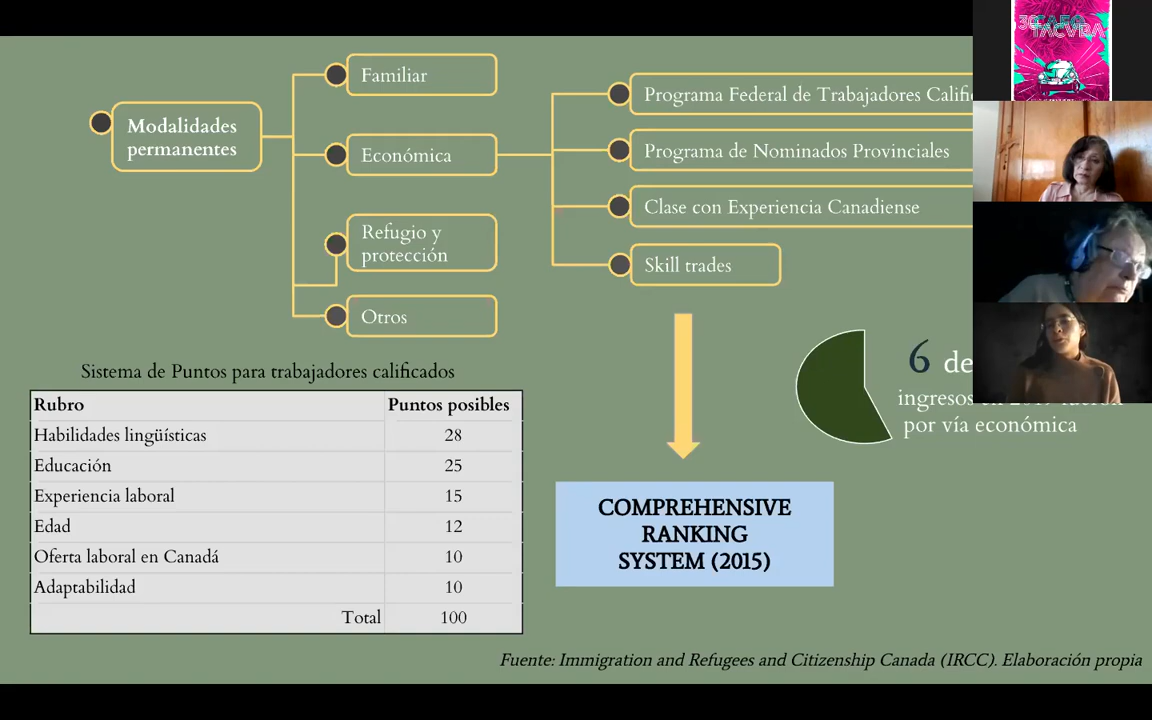 30
CAFÉ
TACVBA
Modalidades
permanentes
Familiar
Económica
Refugio y
protección
Otros
Programa Federal de Trabajadores
Programa de Nominados Provinciales
Clase con Experiencia Canadiense
Skill trades
6 de
ingresos
por vía económica
Sistema de Puntos para trabajadores calificados
Rubro Puntos posibles
Habilidades lingüísticas 28
Educación 25
Experiencia laboral 15
Edad 12
Oferta laboral en Canadá 10
Adaptabilidad 10
Total 100
COMPREHENSIVE
RANKING
SYSTEM (2015)
Fuente: Immigration and Refugees and Citizenship Canada (IRCC). Elaboración propia